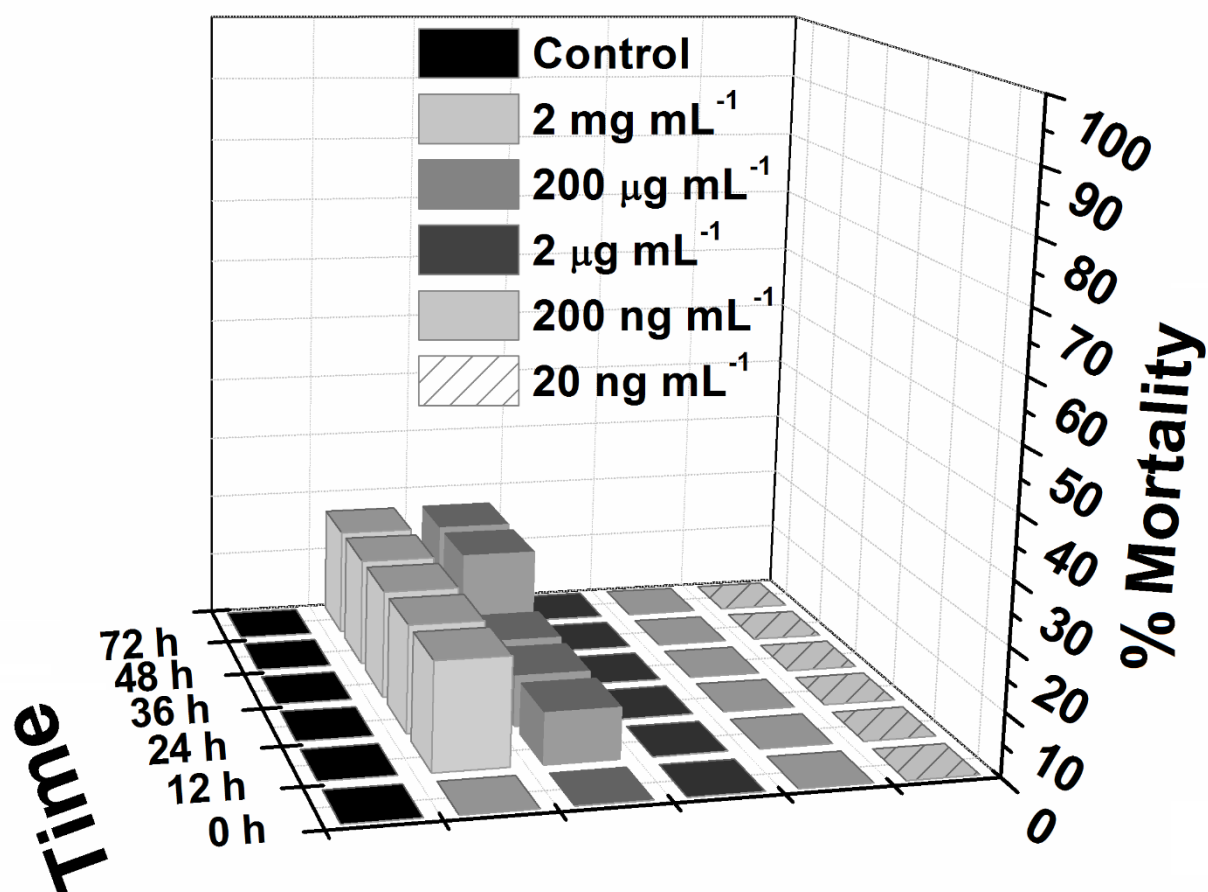 Control
2 mg mL⁻¹
200 μg mL⁻¹
2 μg mL⁻¹
200 ng mL⁻¹
20 ng mL⁻¹
100
90
80
70
60
50
40
30
20
10
0
% Mortality
72 h
48 h
36 h
24 h
12 h
0 h
Time